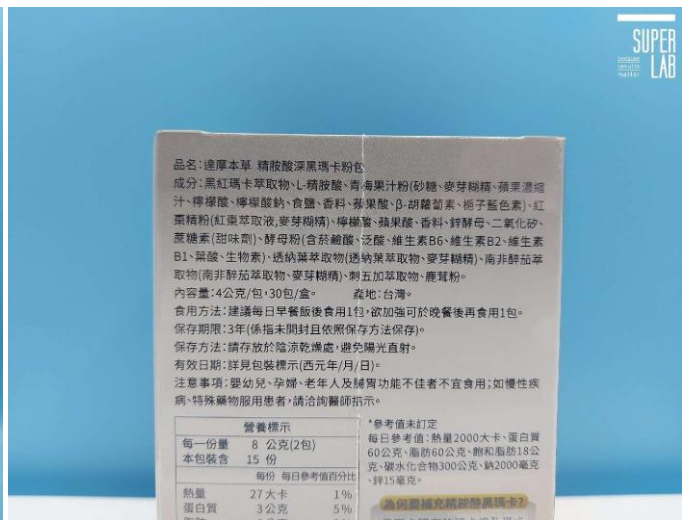 SUPER
LAB
because
results
matter
品名:達摩本草 精胺酸深黑瑪卡粉包
成分:黑紅瑪卡萃取物、L-精胺酸、青梅果汁粉(砂糖、麥芽糊精、蘋果濃縮
汁、檸檬酸、檸檬酸鈉、食鹽、香料、蘋果酸、β-胡蘿蔔素、梔子藍色素)、紅
棗精粉(紅棗萃取液,麥芽糊精)、檸檬酸、蘋果酸、香料、鋅酵母、二氧化矽、
蔗糖素(甜味劑)、酵母粉(含菸鹼酸、泛酸、維生素B6、維生素B2、維生素
B1、葉酸、生物素)、透納葉萃取物(透納葉萃取物、麥芽糊精)、南非醉茄萃
取物(南非醉茄萃取物、麥芽糊精)、刺五加萃取物、鹿茸粉。
內容量:4公克/包,30包/盒。 產地:台灣。
食用方法:建議每日早餐飯後食用1包,欲加強可於晚餐後再食用1包。
保存期限:3年(係指未開封且依照保存方法保存)。
保存方法:請存放於陰涼乾燥處,避免陽光直射。
有效日期:詳見包裝標示(西元年/月/日)。
注意事項:嬰幼兒、孕婦、老年人及腸胃功能不佳者不宜食用;如慢性疾
病、特殊藥物服用患者,請洽詢醫師指示。
營養標示
每一份量 8 公克(2包)
本包裝含 15 份
每份 每日參考值百分比
熱量 27大卡 1%
蛋白質 3公克 5%
*參考值未訂定
每日參考值:熱量2000大卡、蛋白質
60公克、脂肪60公克、飽和脂肪18公
克、碳水化合物300公克、鈉2000毫克
、鋅15毫克。
為何要補充精胺酸黑瑪卡?